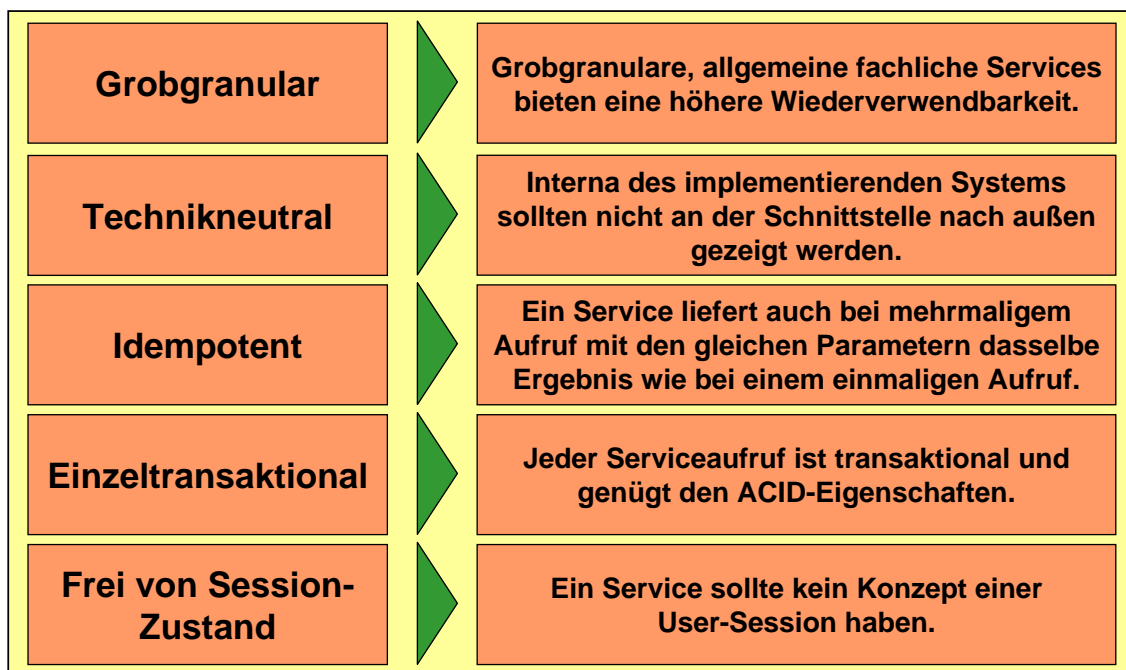 Grobgranular
Grobgranulare, allgemeine fachliche Services
bieten eine höhere Wiederverwendbarkeit.
Technikneutral
Interna des implementierenden Systems
sollten nicht an der Schnittstelle nach außen
gezeigt werden.
Idempotent
Ein Service liefert auch bei mehrmaligem
Aufruf mit den gleichen Parametern dasselbe
Ergebnis wie bei einem einmaligen Aufruf.
Einzeltransaktional
Jeder Serviceaufruf ist transaktional und
genügt den ACID-Eigenschaften.
Frei von Session-
Zustand
Ein Service sollte kein Konzept einer
User-Session haben.